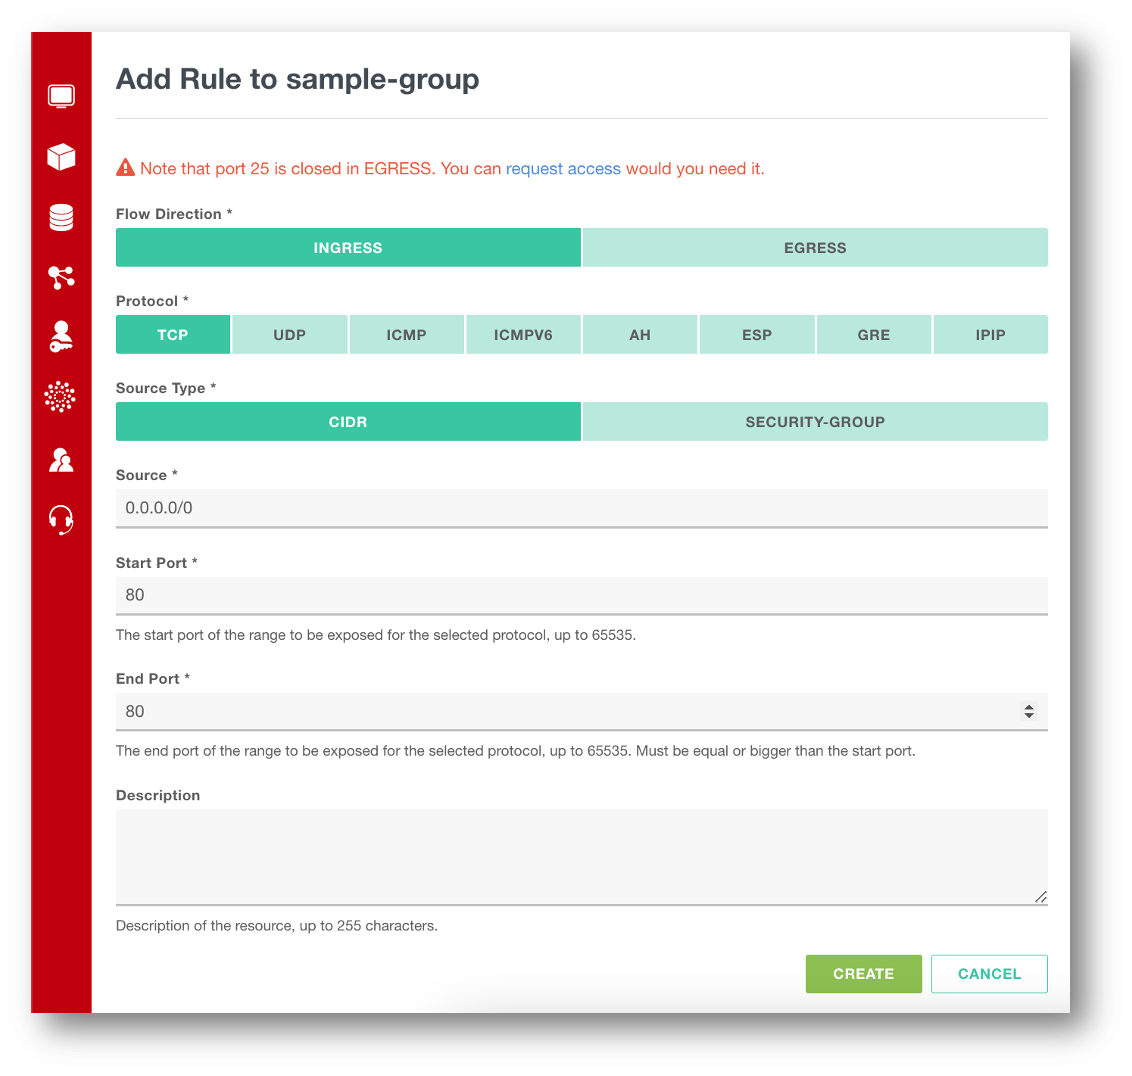 Add Rule to sample-group
Note that port 25 is closed in EGRESS. You can request access would you need it.
Flow Direction *
INGRESS EGRESS
Protocol *
TCP UDP ICMP ICMPV6 AH ESP GRE IPIP
Source Type *
CIDR SECURITY-GROUP
Source *
0.0.0.0/0
Start Port *
80
The start port of the range to be exposed for the selected protocol, up to 65535.
End Port *
80
The end port of the range to be exposed for the selected protocol, up to 65535. Must be equal or bigger than the start port.
Description
Description of the resource, up to 255 characters.
CREATE CANCEL